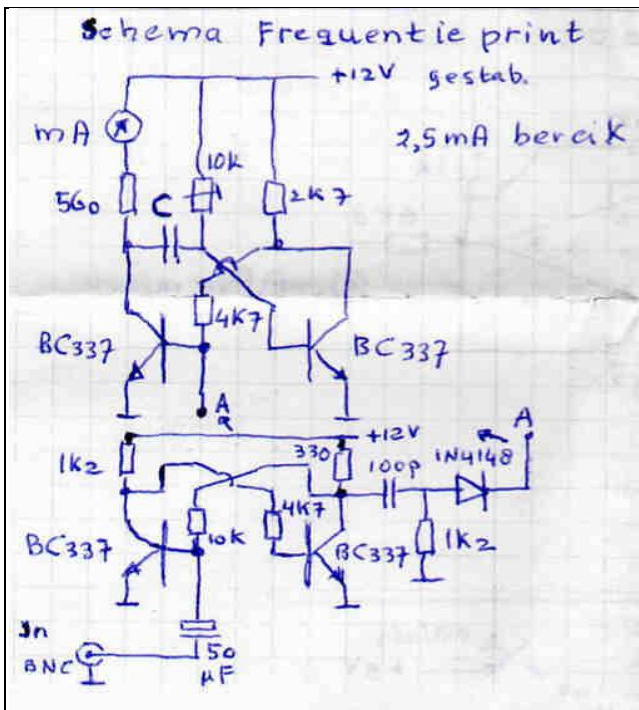 Schema Frequentie print
+12V gestab.
mA
2,5mA bereik
10k
560
C
2K7
4K7
BC337
BC337
A
+12V
A
1K2
330
100p
1N4148
4K7
BC337
10k
BC337
1K2
In
BNC
50
µF